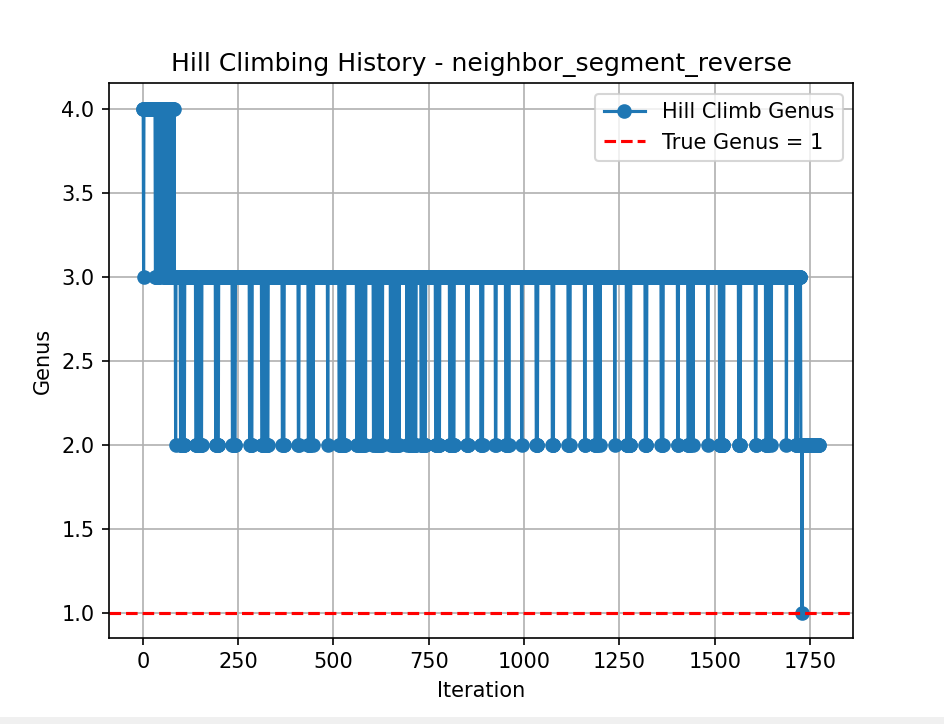 Hill Climbing History - neighbor_segment_reverse
Hill Climb Genus
True Genus = 1
4.0
3.5
3.0
2.5
2.0
1.5
1.0
Genus
0 250 500 750 1000 1250 1500 1750
Iteration